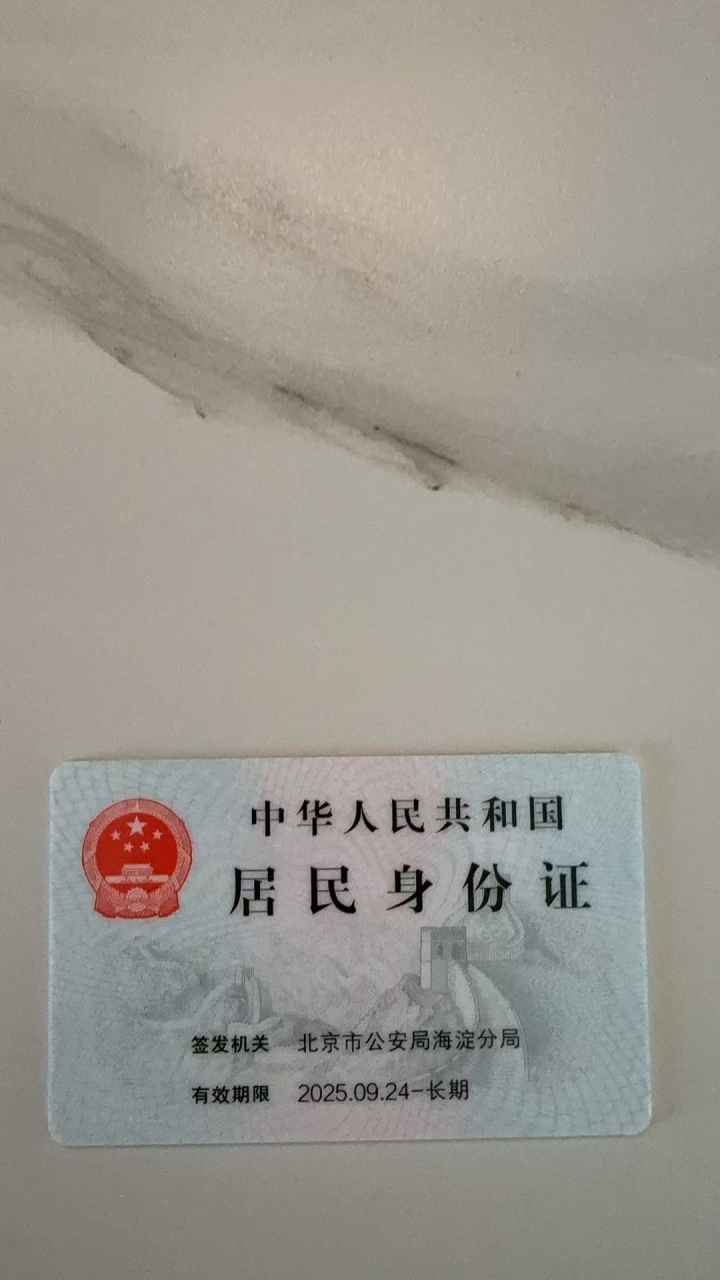 中华人民共和国
居民身份证
签发机关 北京市公安局海淀分局
有效期限 2025.09.24-长期